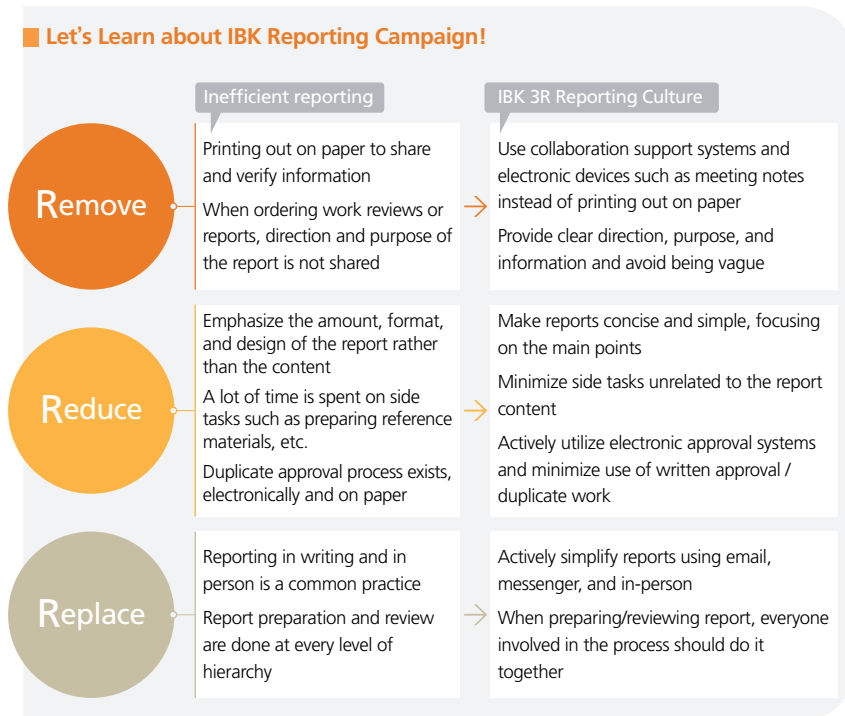 Let's Learn about IBK Reporting Campaign!
Inefficient reporting
IBK 3R Reporting Culture
Remove
Printing out on paper to share
and verify information
When ordering work reviews or
reports, direction and purpose of
the report is not shared
Use collaboration support systems and
electronic devices such as meeting notes
instead of printing out on paper
Provide clear direction, purpose, and
information and avoid being vague
Reduce
Emphasize the amount, format,
and design of the report rather
than the content
A lot of time is spent on side
tasks such as preparing reference
materials, etc.
Duplicate approval process exists,
electronically and on paper
Make reports concise and simple, focusing
on the main points
Minimize side tasks unrelated to the report
content
Actively utilize electronic approval systems
and minimize use of written approval /
duplicate work
Replace
Reporting in writing and in
person is a common practice
Report preparation and review
are done at every level of
hierarchy
Actively simplify reports using email,
messenger, and in-person
When preparing/reviewing report, everyone
involved in the process should do it
together